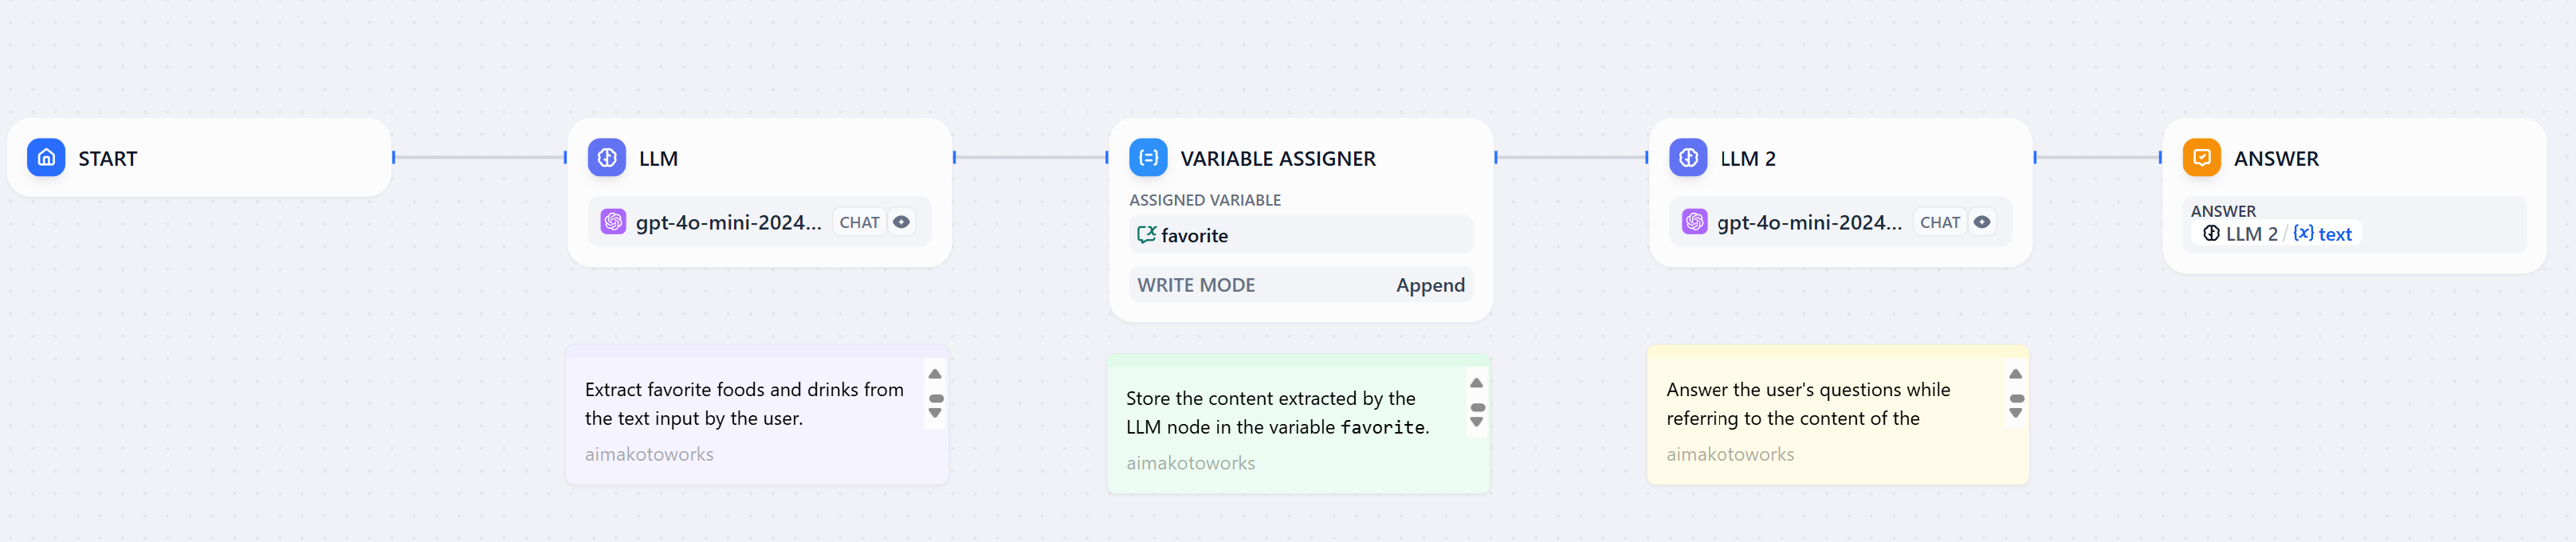 START
LLM
gpt-4o-mini-2024... CHAT
Extract favorite foods and drinks from
the text input by the user.
aimakotoworks
VARIABLE ASSIGNER
ASSIGNED VARIABLE
favorite
WRITE MODE Append
Store the content extracted by the
LLM node in the variable favorite.
aimakotoworks
LLM 2
gpt-4o-mini-2024... CHAT
Answer the user's questions while
referring to the content of the
aimakotoworks
ANSWER
ANSWER
LLM 2 / {x} text